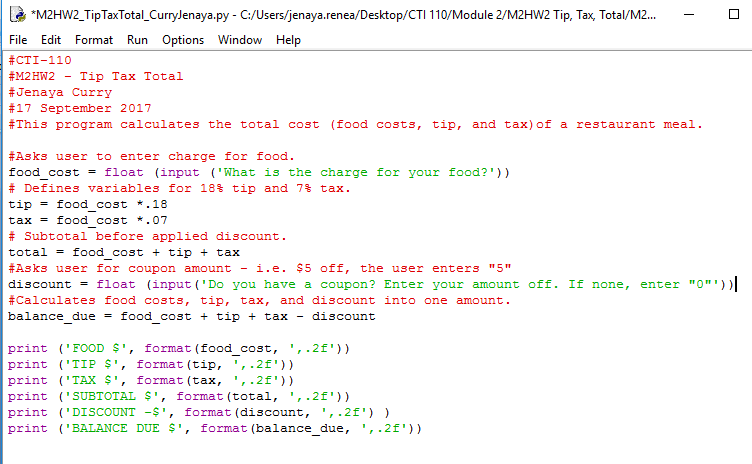 *M2HW2_TipTaxTotal_CurryJenaya.py - C:/Users/jenaya.renea/Desktop/CTI 110/Module 2/M2HW2 Tip, Tax, Total/M2...
File Edit Format Run Options Window Help
#CTI-110
#M2HW2 - Tip Tax Total
#Jenaya Curry
#17 September 2017
#This program calculates the total cost (food costs, tip, and tax)of a restaurant meal.
#Asks user to enter charge for food.
food_cost = float (input ('What is the charge for your food?'))
# Defines variables for 18% tip and 7% tax.
tip = food_cost *.18
tax = food_cost *.07
# Subtotal before applied discount.
total = food_cost + tip + tax
#Asks user for coupon amount - i.e. $5 off, the user enters "5"
discount = float (input('Do you have a coupon? Enter your amount off. If none, enter "0"'))
#Calculates food costs, tip, tax, and discount into one amount.
balance_due = food_cost + tip + tax - discount
print ('FOOD $', format(food_cost, ',.2f'))
print ('TIP $', format(tip, ',.2f'))
print ('TAX $', format(tax, ',.2f'))
print ('SUBTOTAL $', format(total, ',.2f'))
print ('DISCOUNT -$', format(discount, ',.2f') )
print ('BALANCE DUE $', format(balance_due, ',.2f'))